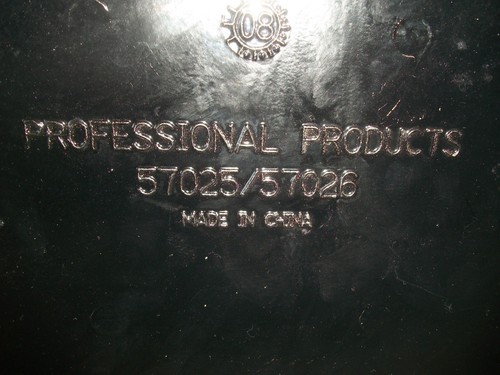 08
PROFESSIONAL PRODUCTS
57025/57026
MADE IN CHINA